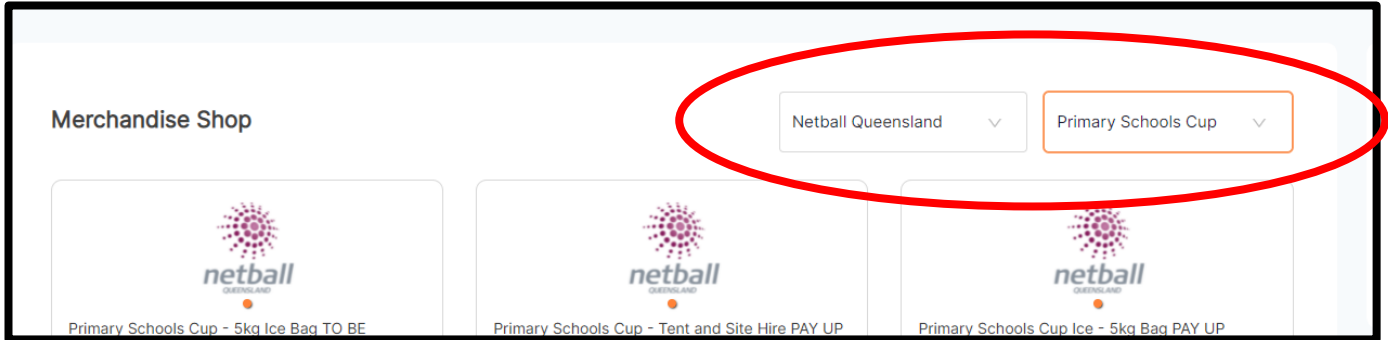 Merchandise Shop
Netball Queensland
Primary Schools Cup
netball
QUEENSLAND
netball
QUEENSLAND
netball
QUEENSLAND
Primary Schools Cup - 5kg Ice Bag TO BE
Primary Schools Cup - Tent and Site Hire PAY UP
Primary Schools Cup Ice - 5kg Bag PAY UP